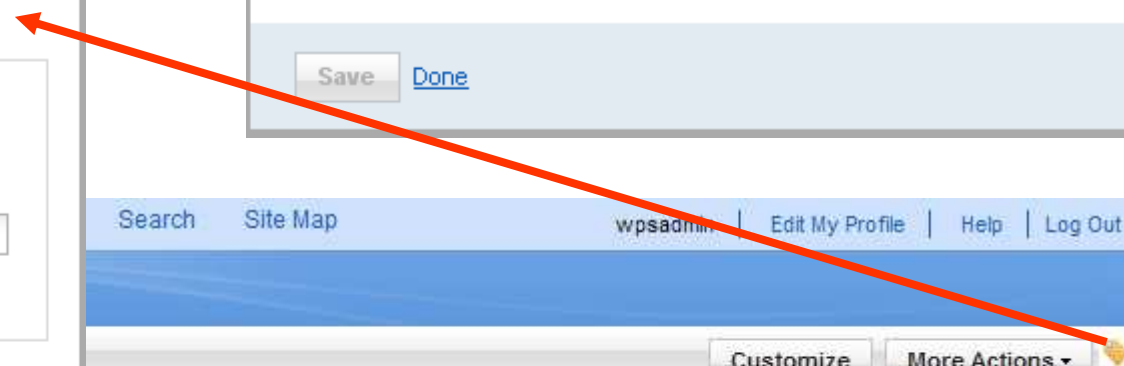 Save Done
Search Site Map wpsadmin | Edit My Profile | Help | Log Out
Customize More Actions